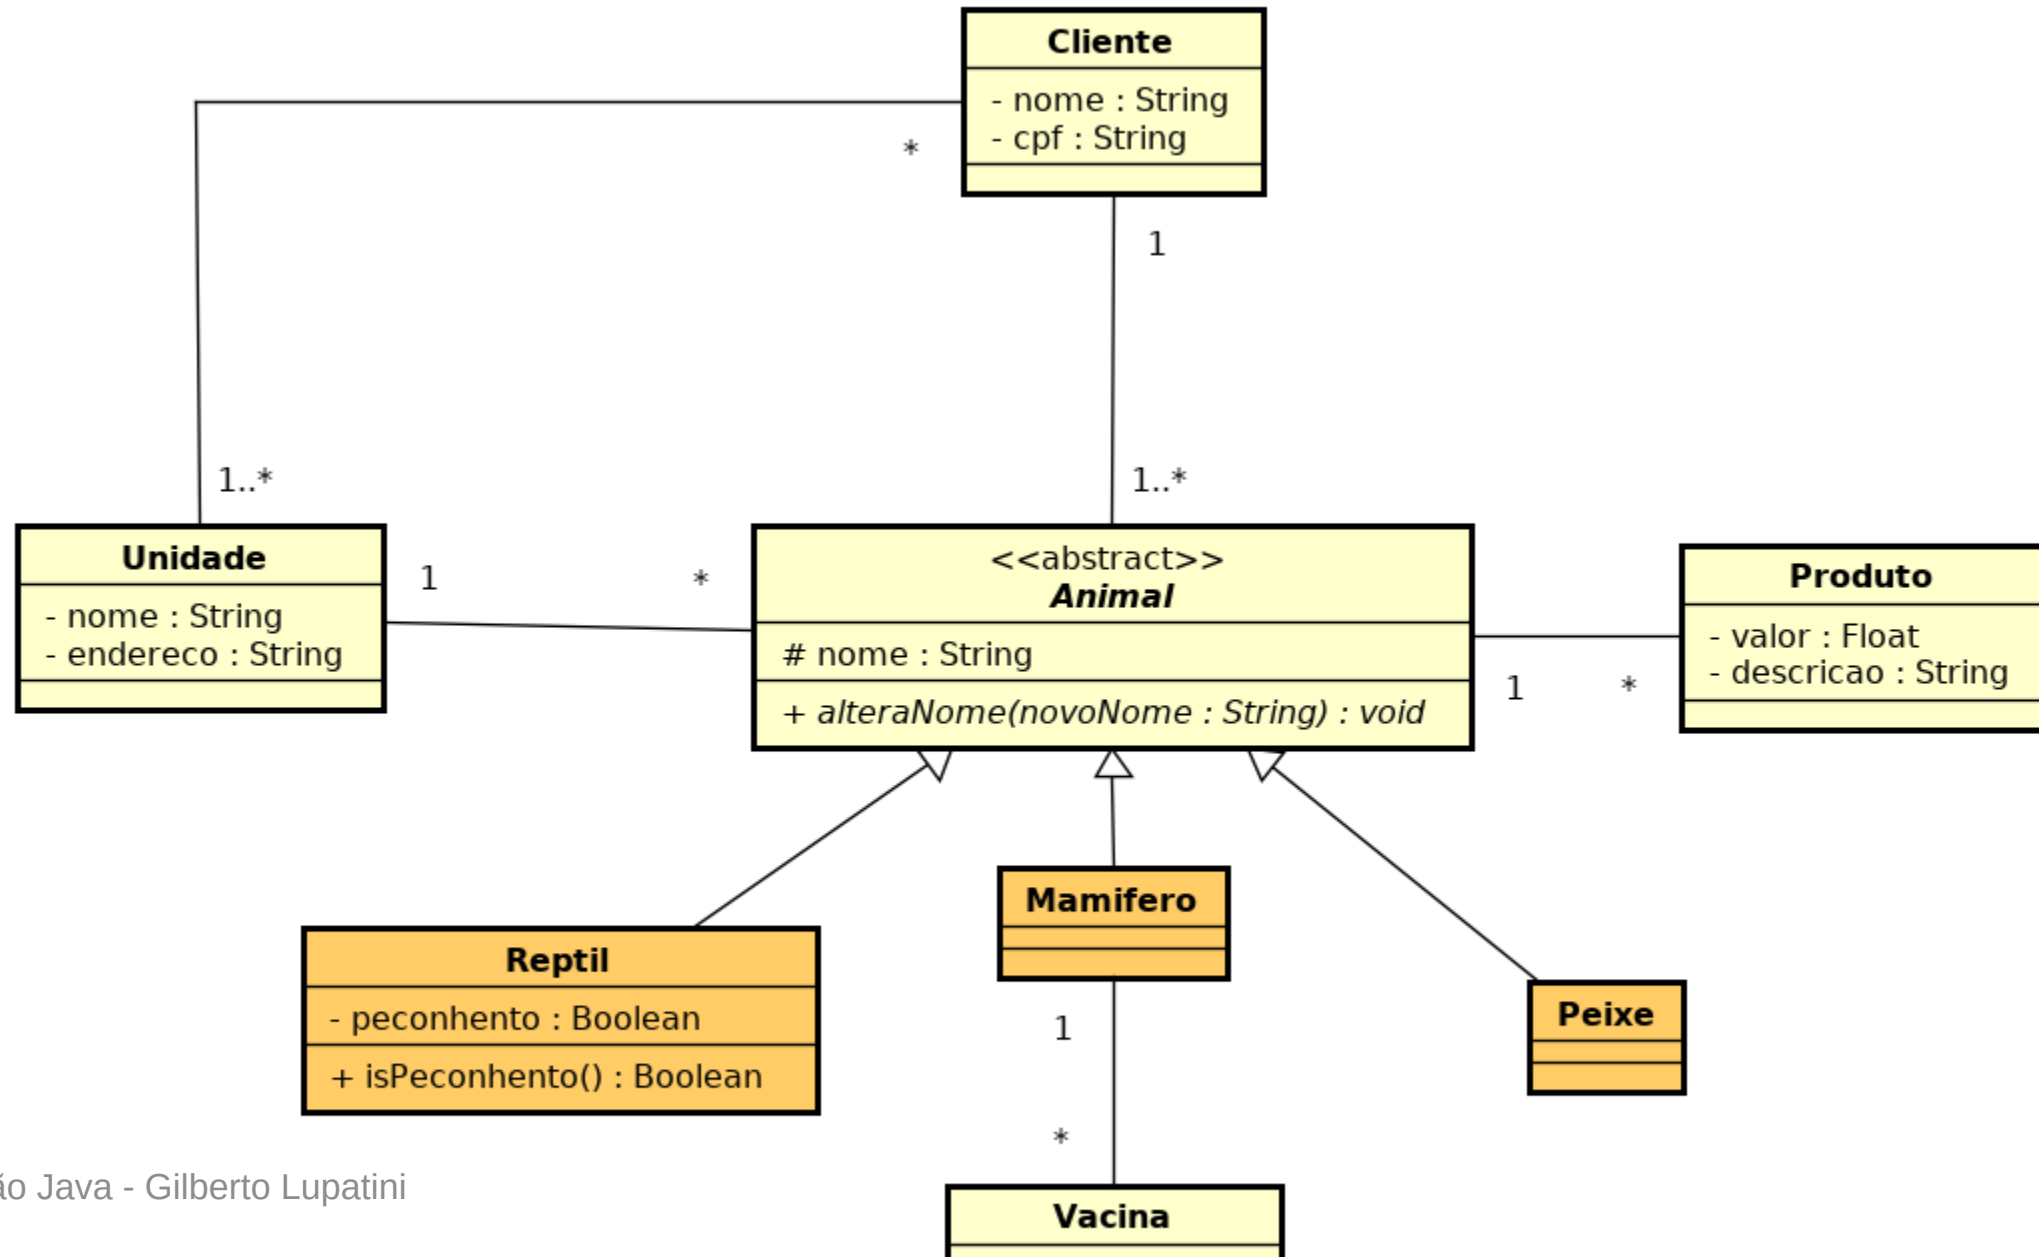 Cliente
- nome : String
- cpf : String
*
1
1..*
1..*
Unidade
- nome : String
- endereco : String
1
*
<<abstract>>
Animal
# nome : String
+ alteraNome(novoNome : String) : void
Produto
- valor : Float
- descricao : String
1
*
Mamifero
Reptil
- peconhento : Boolean
+ isPeconhento() : Boolean
Peixe
1
*
ão Java - Gilberto Lupatini
Vacina